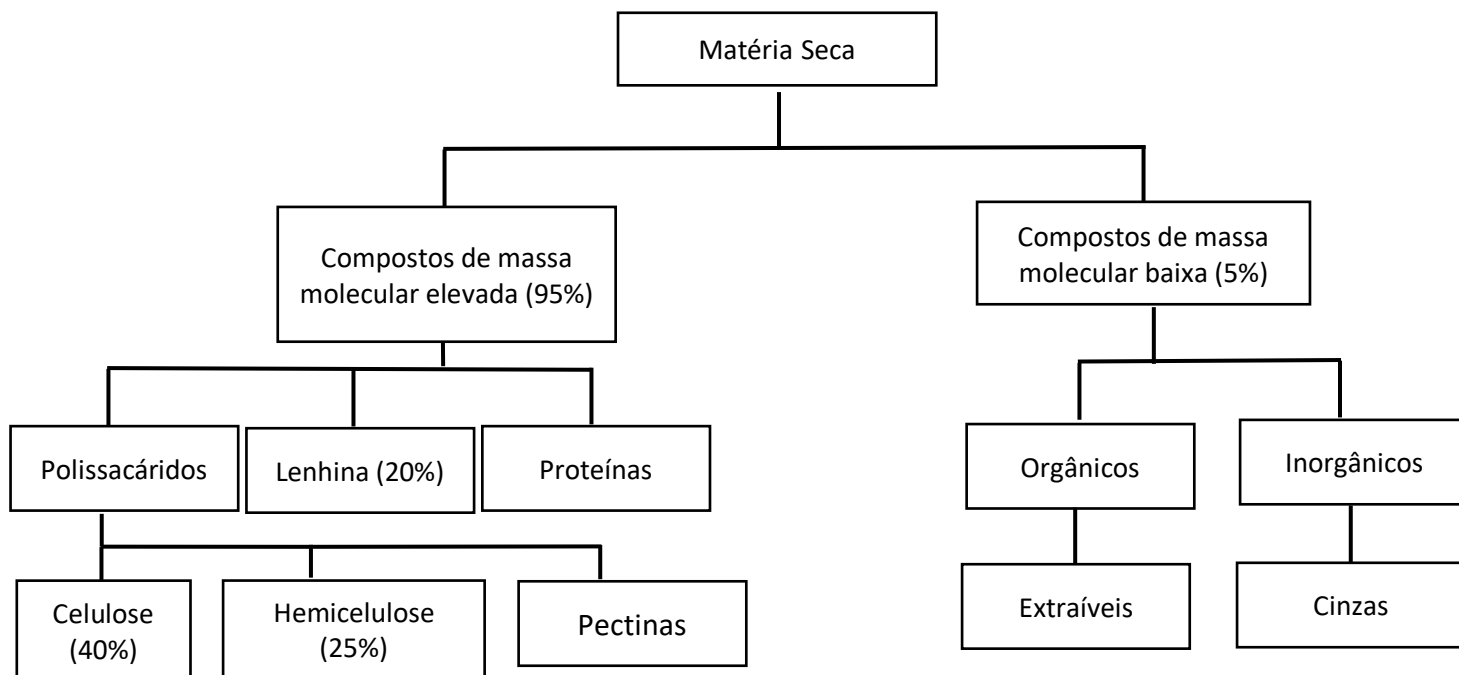 Matéria Seca
Compostos de massa
molecular elevada (95%)
Compostos de massa
molecular baixa (5%)
Polissacáridos
Lenhina (20%)
Proteínas
Orgânicos
Inorgânicos
Celulose
(40%)
Hemicelulose
(25%)
Pectinas
Extraíveis
Cinzas